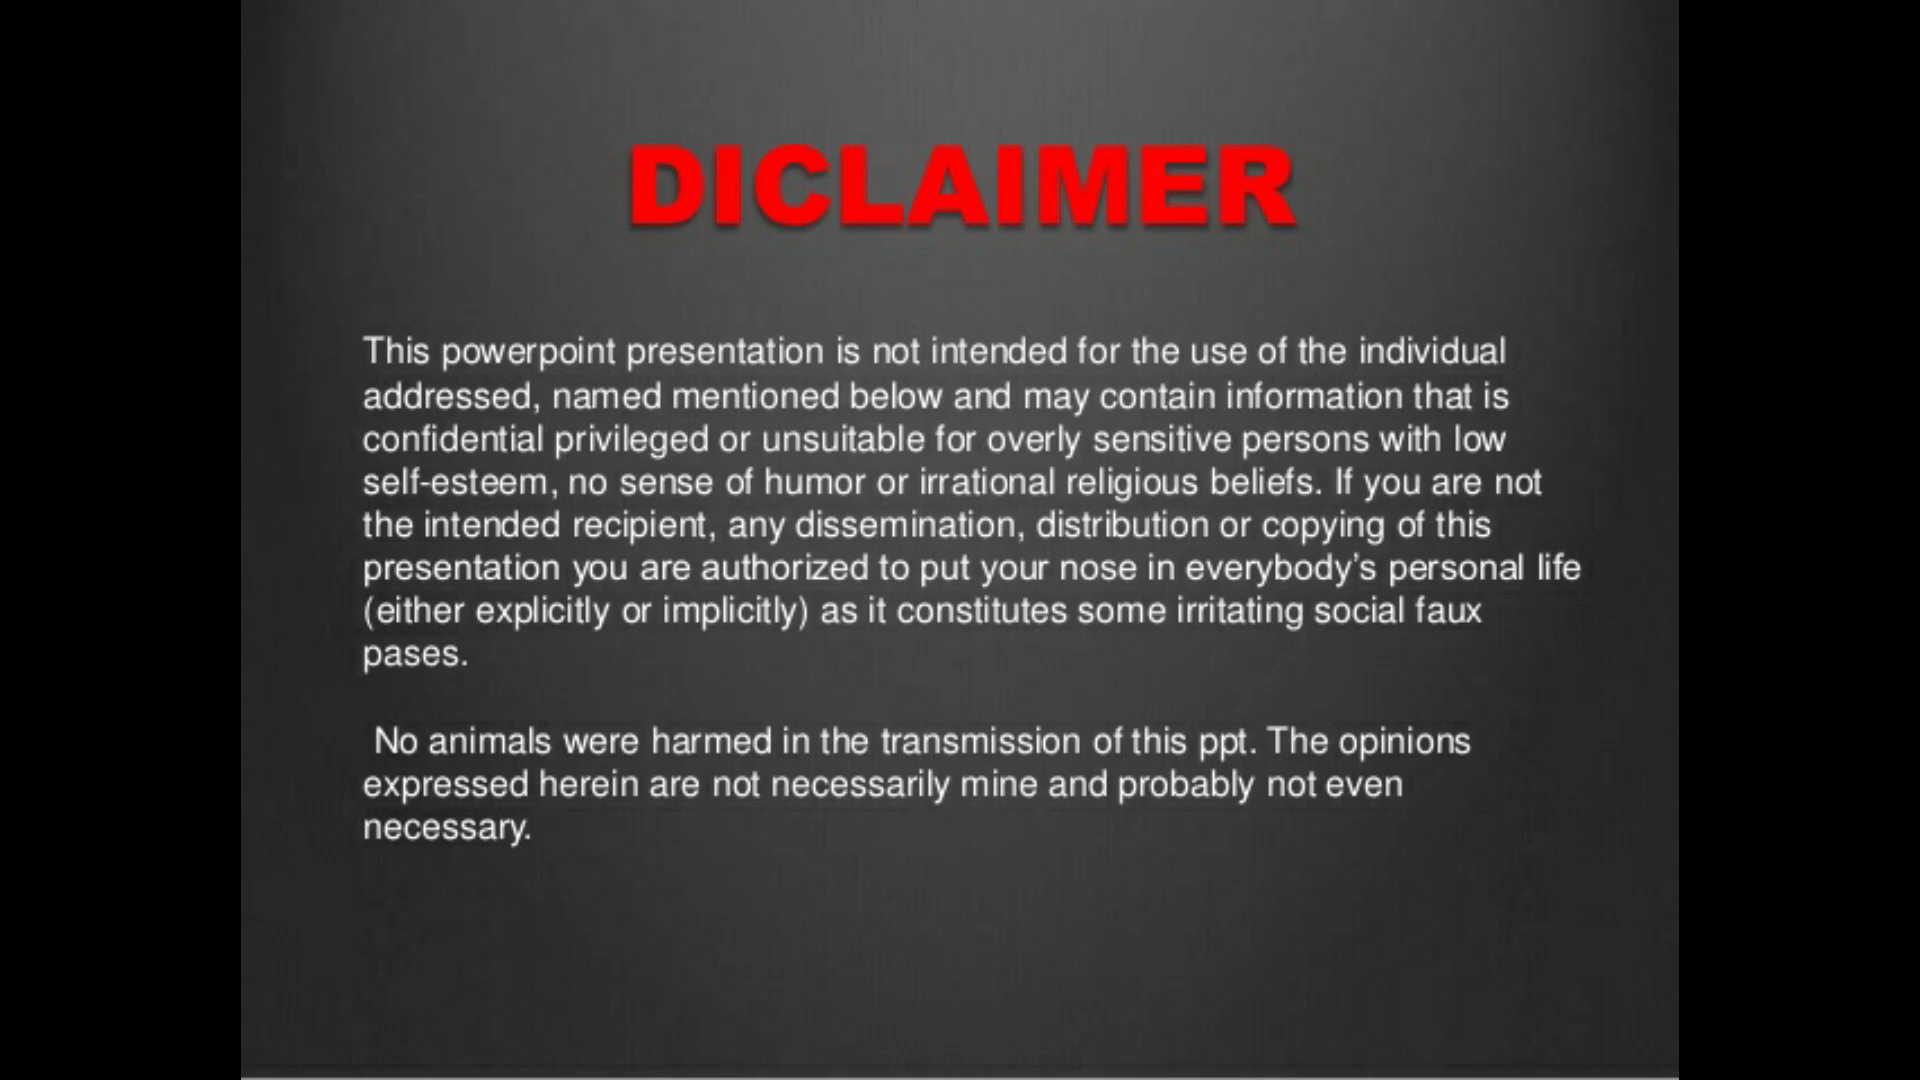 DICLAIMER
This powerpoint presentation is not intended for the use of the individual
addressed, named mentioned below and may contain information that is
confidential privileged or unsuitable for overly sensitive persons with low
self-esteem, no sense of humor or irrational religious beliefs. If you are not
the intended recipient, any dissemination, distribution or copying of this
presentation you are authorized to put your nose in everybody’s personal life
(either explicitly or implicitly) as it constitutes some irritating social faux
pases.
No animals were harmed in the transmission of this ppt. The opinions
expressed herein are not necessarily mine and probably not even
necessary.